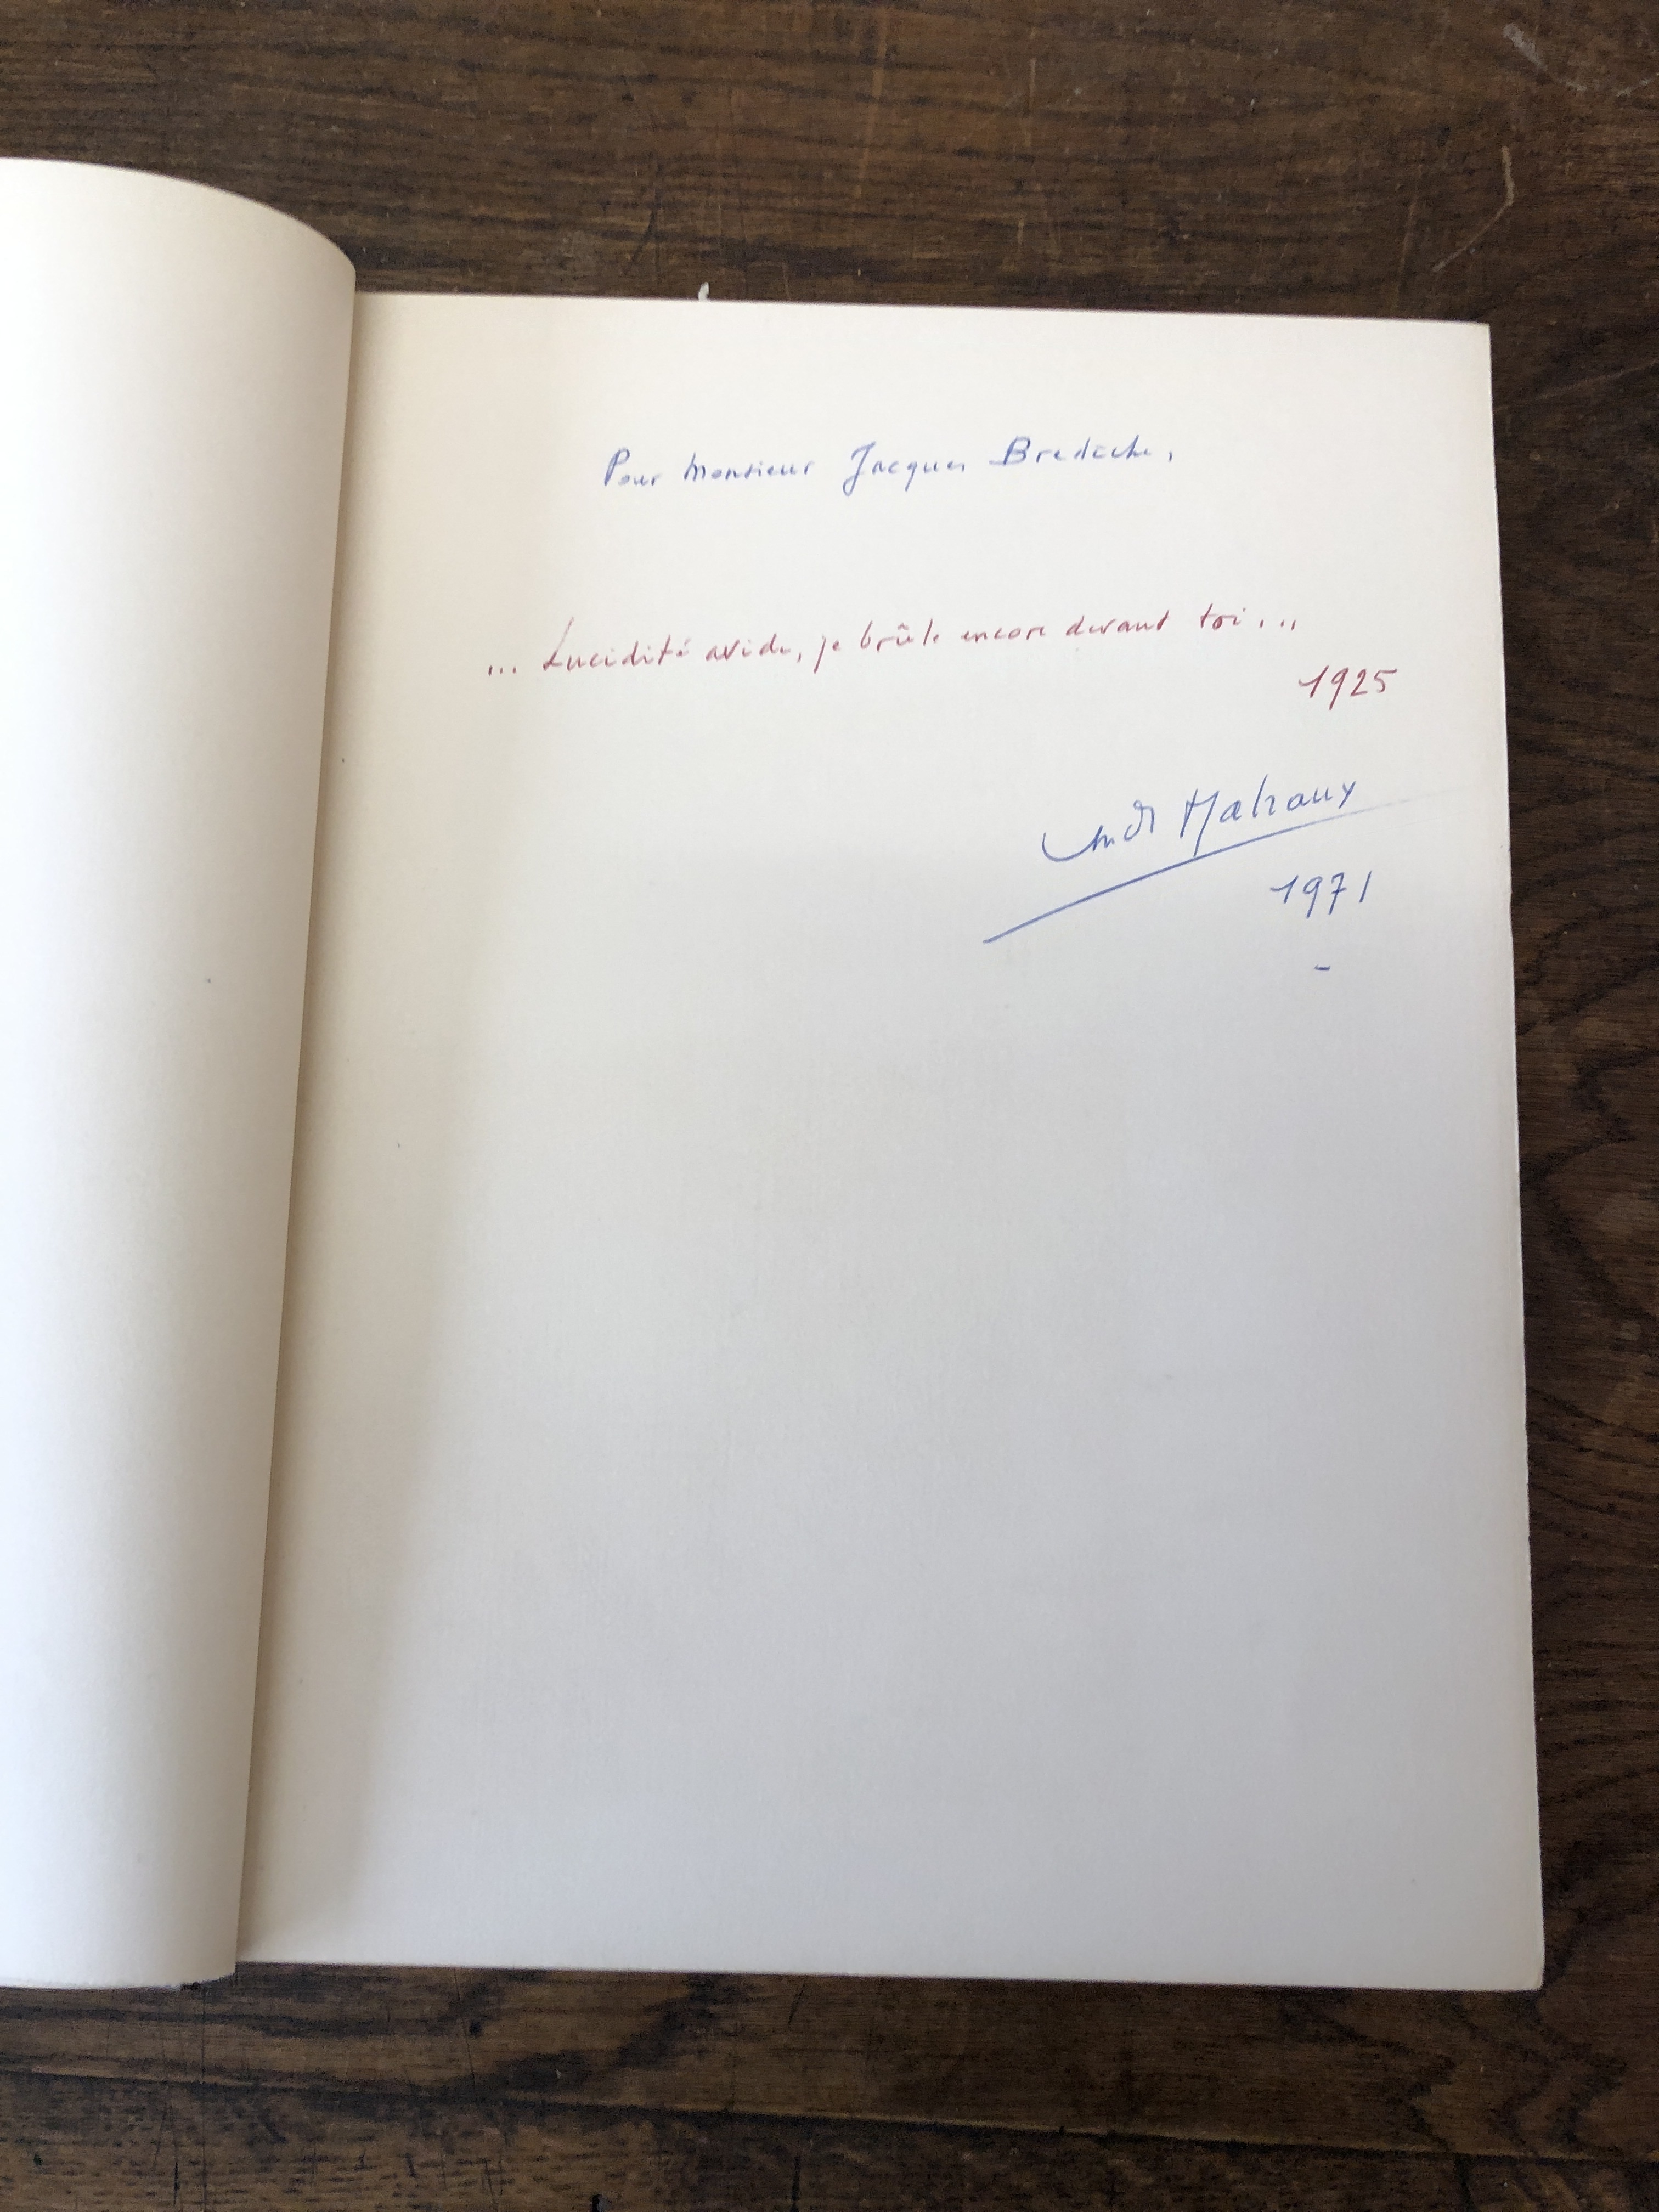 Pour Monsieur Jacques Bredèche,
... Lucidité avide, je brûle encore devant toi...
1925
André Malraux
1971